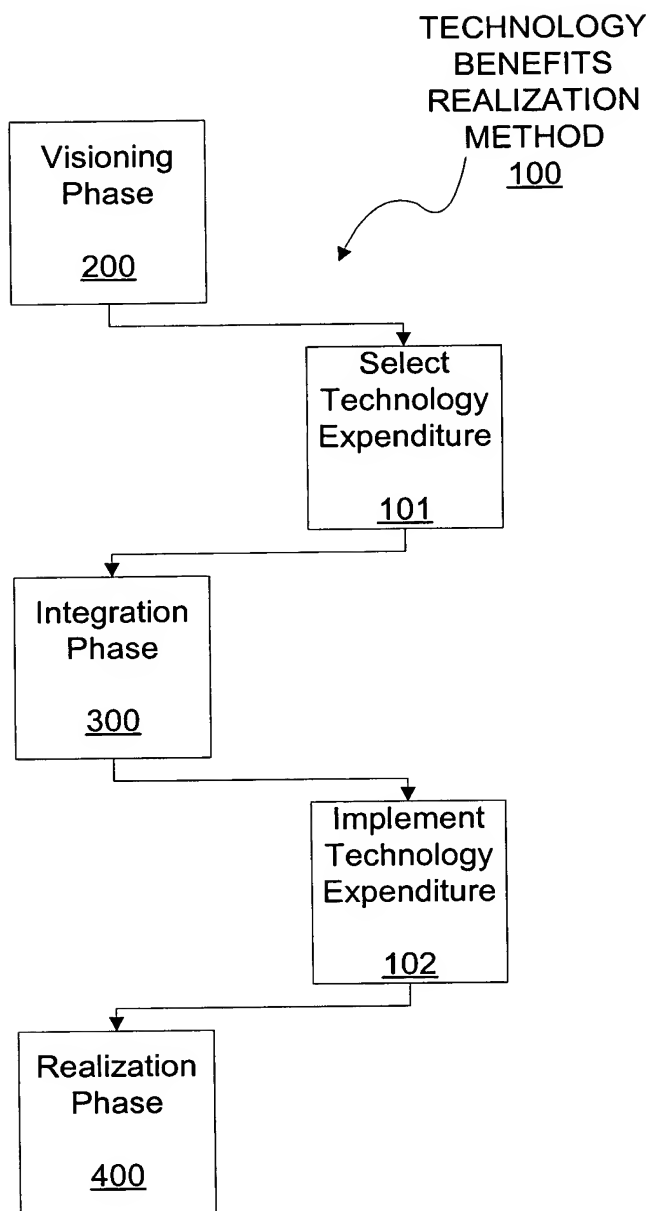 TECHNOLOGY
BENEFITS
REALIZATION
METHOD
100
Visioning
Phase
200
Select
Technology
Expenditure
101
Integration
Phase
300
Implement
Technology
Expenditure
102
Realization
Phase
400